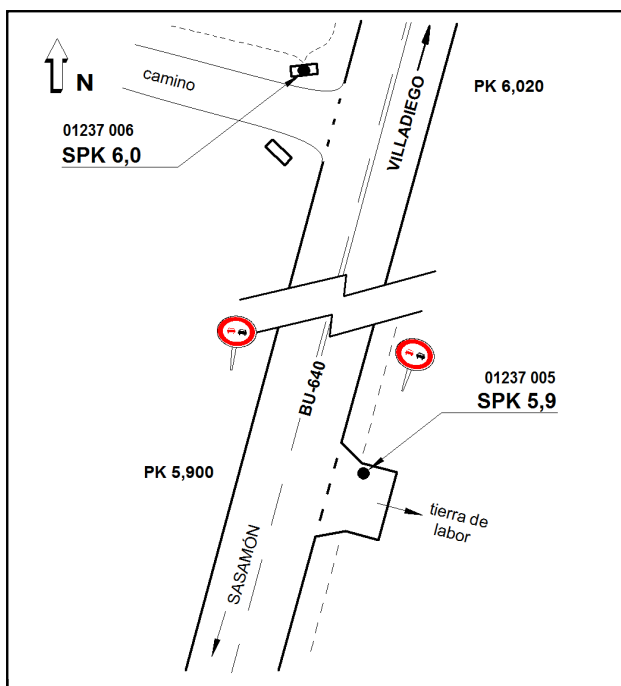 N
camino
PK 6,020
VILLADIEGO
01237 006
SPK 6,0
BU-640
01237 005
SPK 5,9
PK 5,900
tierra de
labor
SASAMÓN